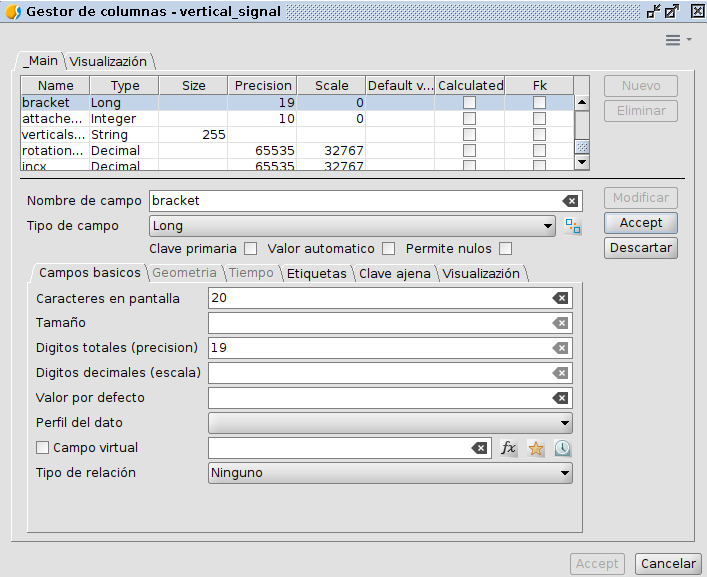 Gestor de columnas - vertical_signal
_Main Visualización
Name Type Size Precision Scale Default v... Calculated Fk
bracket Long 19 0
attache... Integer 10 0
verticals... String 255
rotation... Decimal 65535 32767
incx Decimal 65535 32767
Nuevo
Eliminar
Nombre de campo bracket
Modificar
Tipo de campo Long
Accept
Clave primaria Valor automatico Permite nulos
Descartar
Campos basicos Geometria Tiempo Etiquetas Clave ajena Visualización
Caracteres en pantalla 20
Tamaño
Digitos totales (precision) 19
Digitos decimales (escala)
Valor por defecto
Perfil del dato
Campo virtual fx
Tipo de relación Ninguno
Accept Cancelar